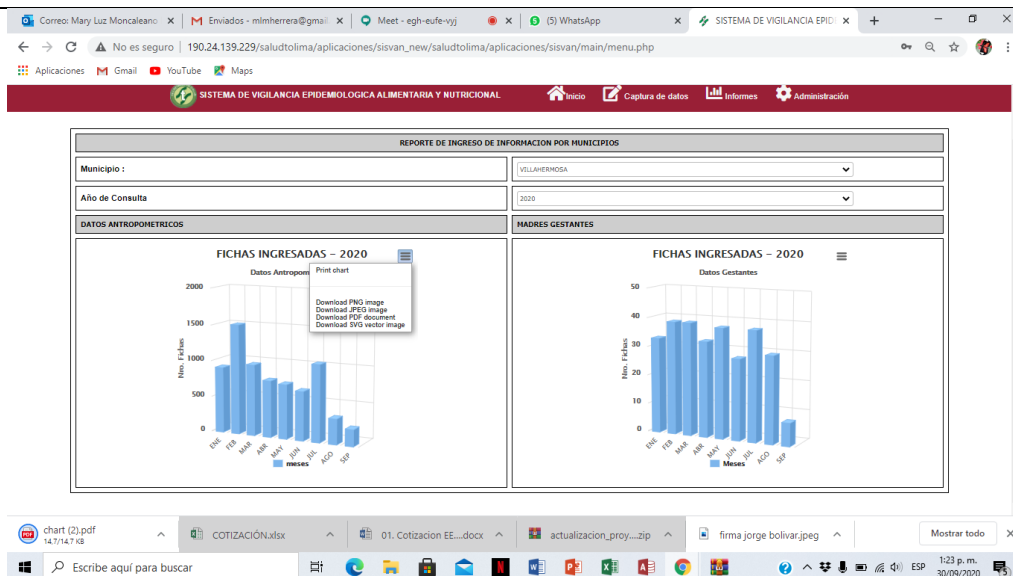 Correo: Mary Luz Moncaleano
Enviados - mlmherrera@gmai
Meet - egh-eufe-vyj
(5) WhatsApp
SISTEMA DE VIGILANCIA EPID
No es seguro | 190.24.139.229/saludtolima/aplicaciones/sisvan_new/saludtolima/aplicaciones/sisvan/main/menu.php
Aplicaciones Gmail YouTube Maps
SISTEMA DE VIGILANCIA EPIDEMIOLOGICA ALIMENTARIA Y NUTRICIONAL
Inicio Captura de datos Informes Administración
REPORTE DE INGRESO DE INFORMACION POR MUNICIPIOS
Municipio : VILLAHERMOSA
Año de Consulta 2020
DATOS ANTROPOMETRICOS
FICHAS INGRESADAS – 2020
Datos Antropom
Print chart
Download PNG image
Download JPEG image
Download PDF document
Download SVG vector image
Nro. Fichas
2000
1500
1000
500
0
ENE FEB MAR ABR MAY JUN JUL AGO SEP
meses
MADRES GESTANTES
FICHAS INGRESADAS – 2020
Datos Gestantes
Nro. Fichas
50
40
30
20
10
0
ENE FEB MAR ABR MAY JUN JUL AGO SEP
Meses
chart (2).pdf
14,7/14,7 KB
COTIZACIÓN.xlsx
01. Cotizacion EE....docx
actualizacion_proy....zip
firma jorge bolivar.jpeg
Mostrar todo
Escribe aquí para buscar
ESP
1:23 p. m.
30/09/2020